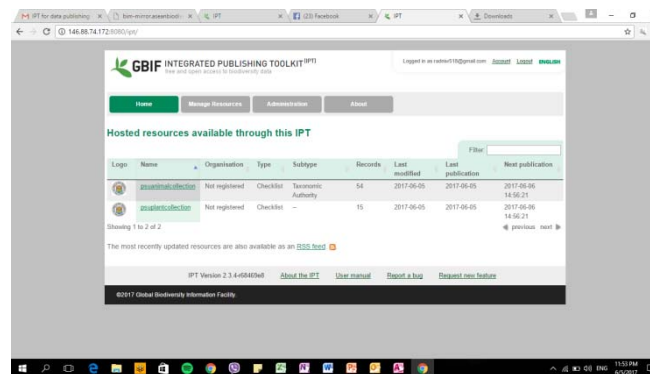 IPT for data publishing
bim-mirror.aseanbiodi
IPT
(23) Facebook
IPT
Downloads
146.88.74.172:8080/ipt/
GBIF INTEGRATED PUBLISHING TOOLKIT(IPT)
free and open access to biodiversity data
Logged in as
Account Logout ENGLISH
Home Manage Resources Administration About
Hosted resources available through this IPT
Filter:
Logo Name Organisation Type Subtype Records Last modified Last publication Next publication
psuanimalcollection Not registered Checklist Taxonomic Authority 54 2017-06-05 2017-06-05 2017-06-06 14:56:21
psuplantcollection Not registered Checklist -- 15 2017-06-05 2017-06-05 2017-06-06 14:56:21
Showing 1 to 2 of 2
previous next
The most recently updated resources are also available as an RSS feed
IPT Version 2.3.4-r68469e8 About the IPT User manual Report a bug Request new feature
©2017 Global Biodiversity Information Facility.
ENG
11:53 PM
6/5/2017